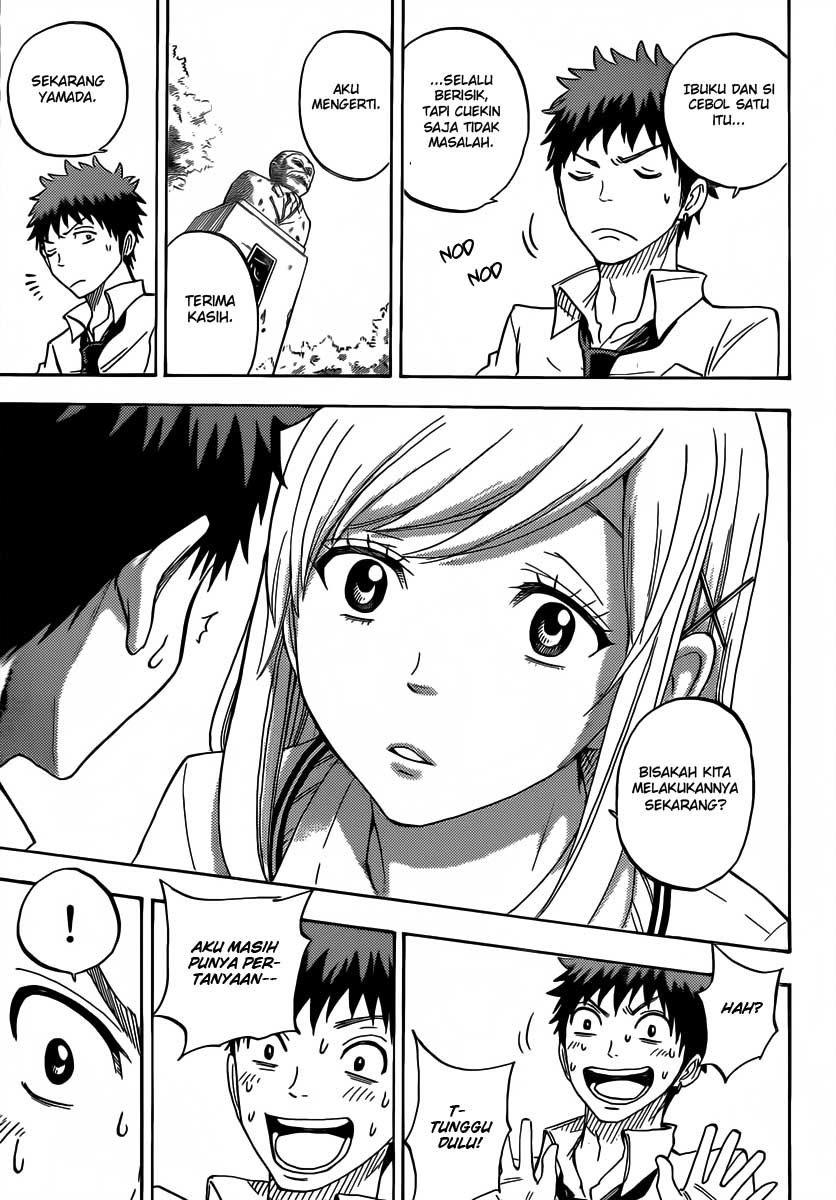 IBUKU DAN SI
CEBOL SATU
ITU...
...SELALU
BERISIK,
TAPI CUEKIN
SAJA TIDAK
MASALAH.
NOD
NOD
AKU
MENGERTI.
TERIMA
KASIH.
SEKARANG
YAMADA.
BISAKAH KITA
MELAKUKANNYA
SEKARANG?
HAH?
T-
TUNGGU
DULU!
AKU MASIH
PUNYA PER-
TANYAAN--
!